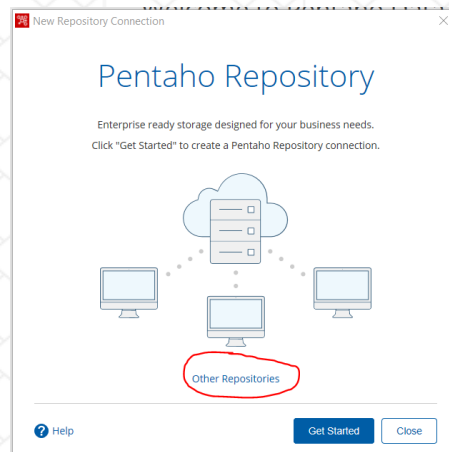 New Repository Connection
Pentaho Repository
Enterprise ready storage designed for your business needs.
Click "Get Started" to create a Pentaho Repository connection.
Other Repositories
? Help
Get Started
Close